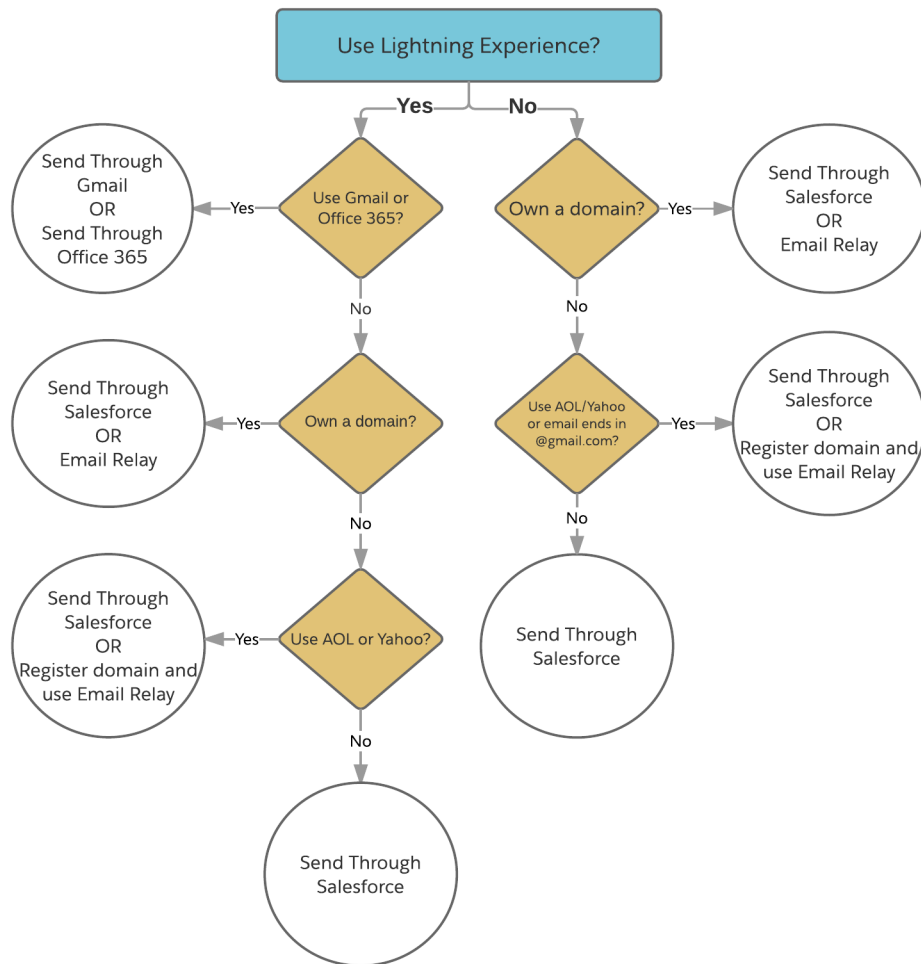 Use Lightning Experience?
Yes
No
Send Through
Gmail
OR
Send Through
Office 365
Yes
Use Gmail or
Office 365?
Own a domain?
Yes
Send Through
Salesforce
OR
Email Relay
No
No
Send Through
Salesforce
OR
Email Relay
Yes
Own a domain?
Use AOL/Yahoo
or email ends in
@gmail.com?
Yes
Send Through
Salesforce
OR
Register domain and
use Email Relay
No
No
Send Through
Salesforce
OR
Register domain and
use Email Relay
Yes
Use AOL or Yahoo?
Send Through
Salesforce
No
Send Through
Salesforce